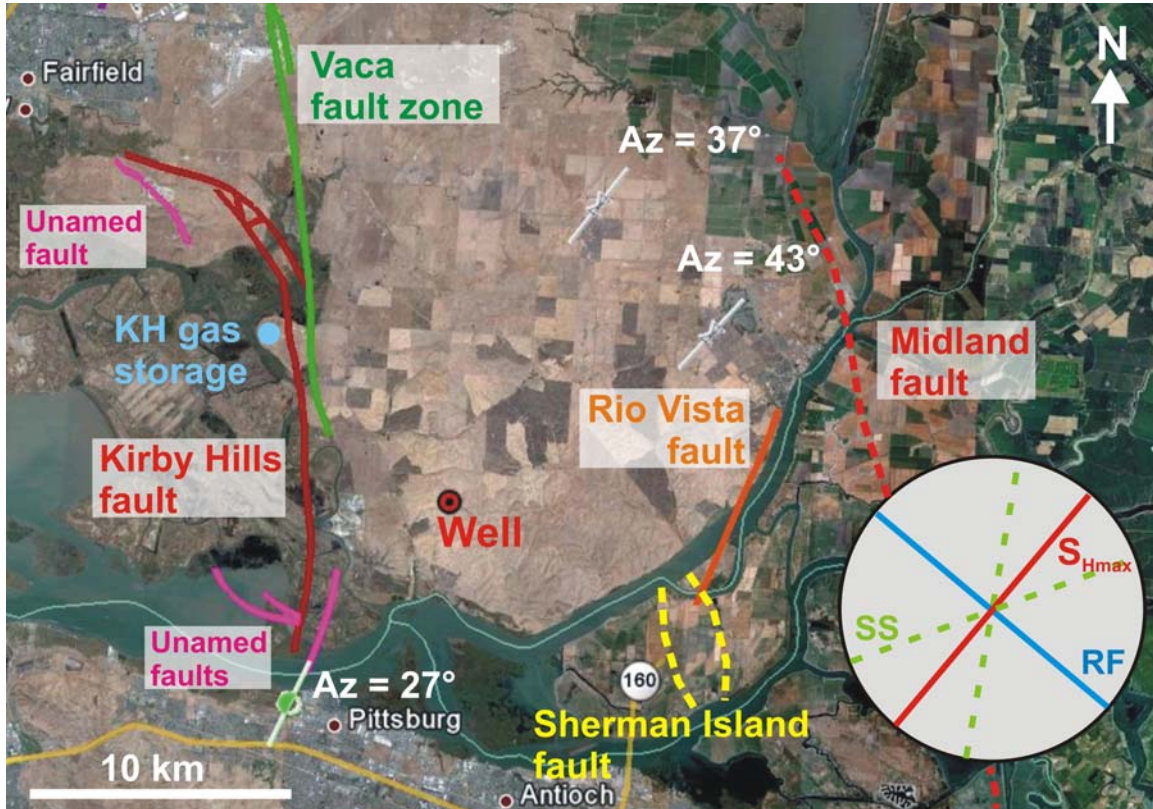 Fairfield
Vaca
fault zone
Az = 37°
N
Unamed
fault
Az = 43°
KH gas
storage
Midland
fault
Rio Vista
fault
Kirby Hills
fault
Well
SHmax
SS
RF
Unamed
faults
Az = 27°
160
Pittsburg
Sherman Island
fault
10 km
Antioch